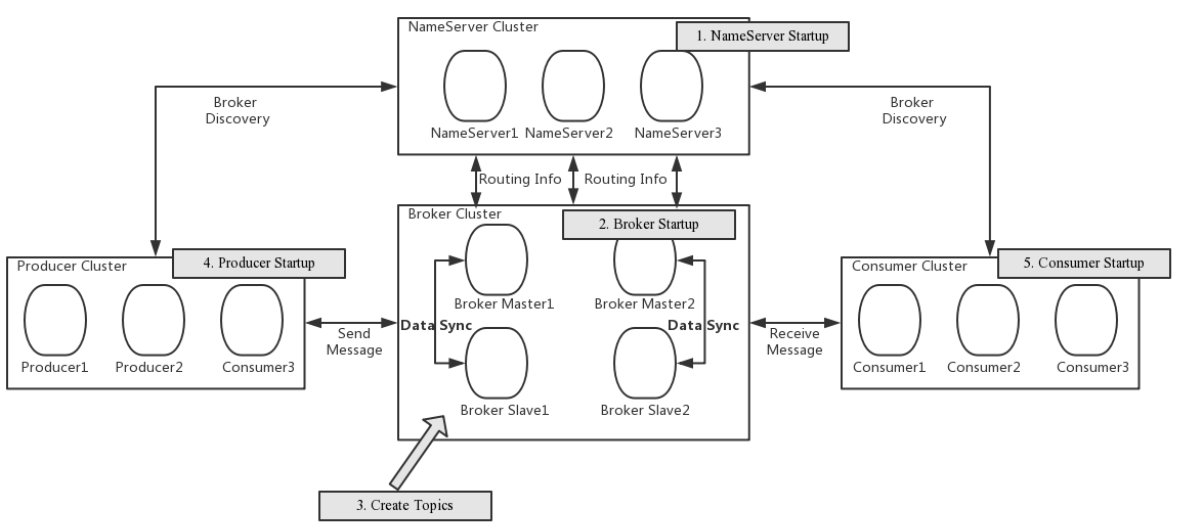 NameServer Cluster
1. NameServer Startup
NameServer1
NameServer2
NameServer3
Broker
Discovery
Broker
Discovery
Routing Info
Routing Info
Broker Cluster
2. Broker Startup
Broker Master1
Broker Master2
Data Sync
Data Sync
Broker Slave1
Broker Slave2
Producer Cluster
4. Producer Startup
Producer1
Producer2
Consumer3
Send
Message
Receive
Message
Consumer Cluster
5. Consumer Startup
Consumer1
Consumer2
Consumer3
3. Create Topics